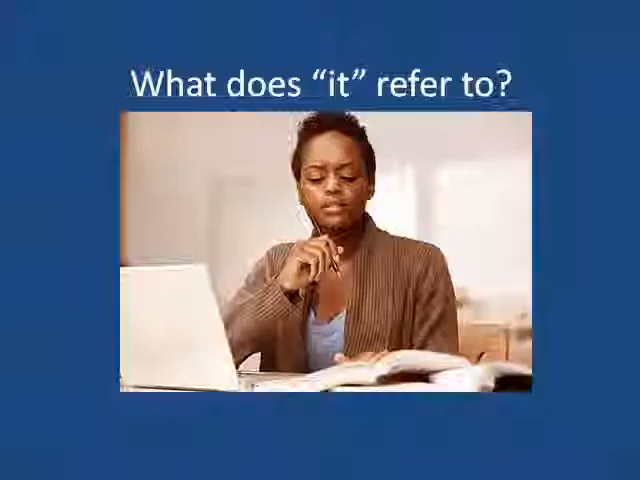 What does “it” refer to?